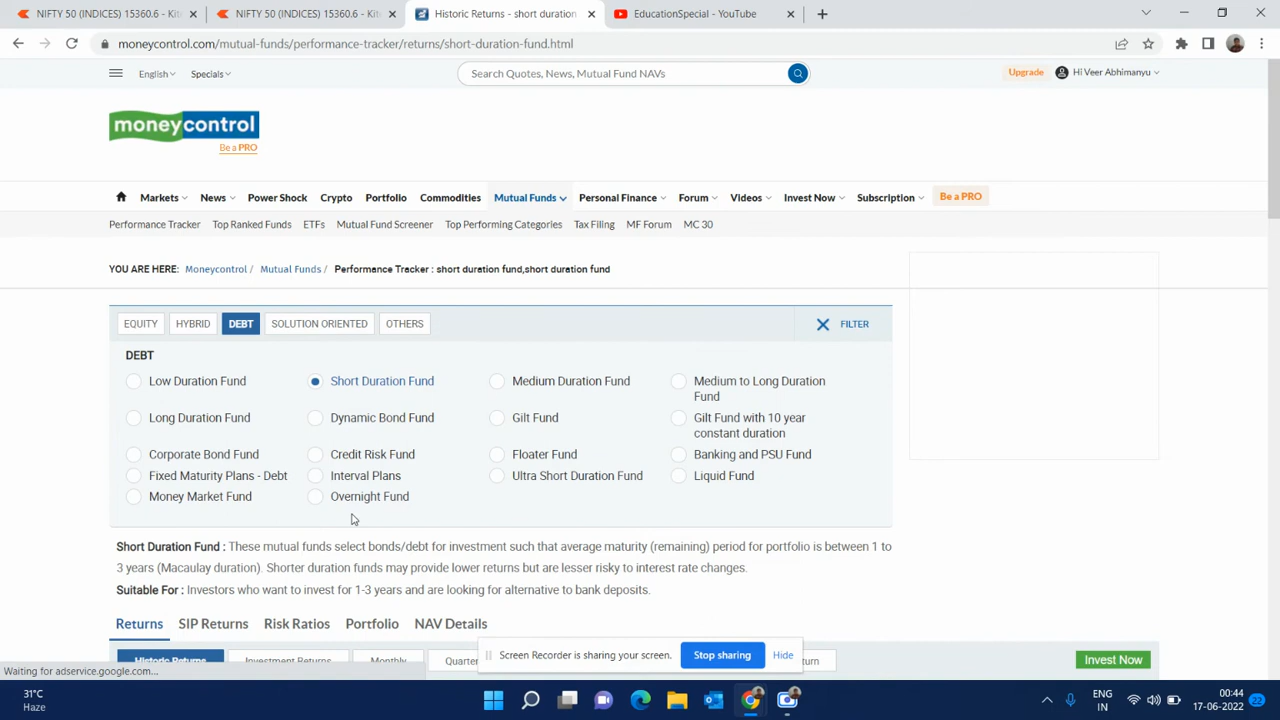 NIFTY 50 (INDICES) 15360.6 - Kit
NIFTY 50 (INDICES) 15360.6 - Kit
Historic Returns - short duration
EducationSpecial - YouTube
moneycontrol.com/mutual-funds/performance-tracker/returns/short-duration-fund.html
English Specials
Search Quotes, News, Mutual Fund NAVs
Upgrade Hi Veer Abhimanyu
moneycontrol
Be a PRO
Markets News Power Shock Crypto Portfolio Commodities Mutual Funds Personal Finance Forum Videos Invest Now Subscription Be a PRO
Performance Tracker Top Ranked Funds ETFs Mutual Fund Screener Top Performing Categories Tax Filing MF Forum MC 30
YOU ARE HERE: Moneycontrol / Mutual Funds / Performance Tracker : short duration fund,short duration fund
EQUITY HYBRID DEBT SOLUTION ORIENTED OTHERS FILTER
DEBT
Low Duration Fund Short Duration Fund Medium Duration Fund Medium to Long Duration
Fund
Long Duration Fund Dynamic Bond Fund Gilt Fund Gilt Fund with 10 year
constant duration
Corporate Bond Fund Credit Risk Fund Floater Fund Banking and PSU Fund
Fixed Maturity Plans - Debt Interval Plans Ultra Short Duration Fund Liquid Fund
Money Market Fund Overnight Fund
Short Duration Fund : These mutual funds select bonds/debt for investment such that average maturity (remaining) period for portfolio is between 1 to
3 years (Macaulay duration). Shorter duration funds may provide lower returns but are lesser risky to interest rate changes.
Suitable For : Investors who want to invest for 1-3 years and are looking for alternative to bank deposits.
Returns SIP Returns Risk Ratios Portfolio NAV Details
Screen Recorder is sharing your screen. Stop sharing Hide
Historic Returns Investment Returns Monthly Quarter turn Invest Now
Waiting for adservice.google.com...
31°C
Haze
ENG
IN
00:44
17-06-2022
22